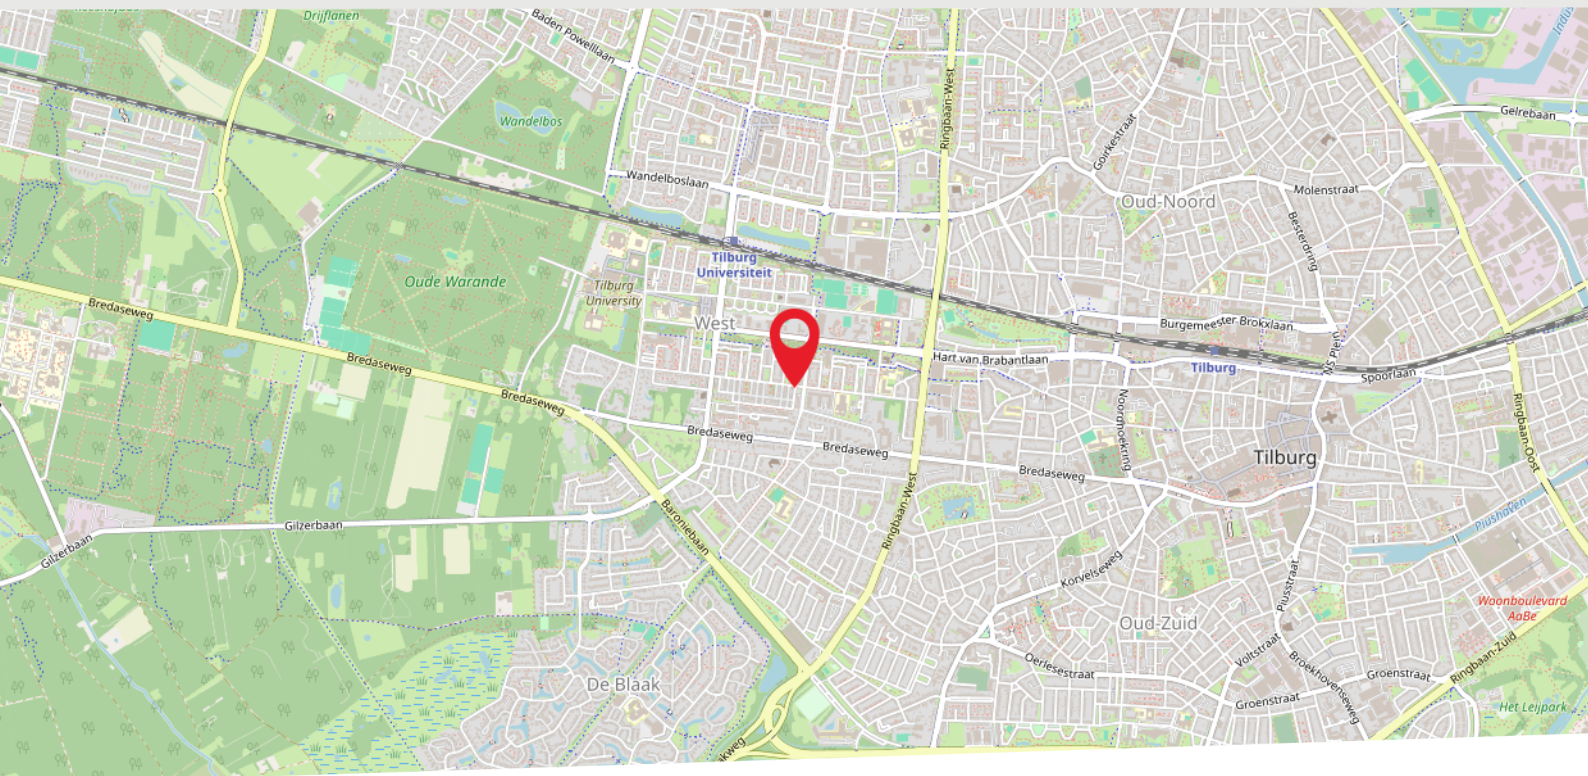 Drijflanen
Baden Powelllaan
Ringbaan-West
Gelrebaan
Wandelbos
Goirkestraat
Wandelboslaan
Oud-Noord
Molenstraat
Besterdring
Tilburg
Universiteit
Oude Warande
Tilburg
University
Bredaseweg
West
Burgemeester Brokxlaan
NS Plein
Hart van Brabantlaan
Bredaseweg
Tilburg
Spoorlaan
Bredaseweg
Noordhoekring
Ringbaan-Oost
Bredaseweg
Bredaseweg
Tilburg
Bredaseweg
Ringbaan-West
Piushaven
Baroniebaan
Gilzerbaan
Gilzerbaan
Korvelseweg
Piusstraat
Woonboulevard
AaBe
Oud-Zuid
Voltstraat
Ringbaan-Zuid
Oerlesestraat
Broekhovenseweg
Groenstraat
De Blaak
Groenstraat
Het Leijpark